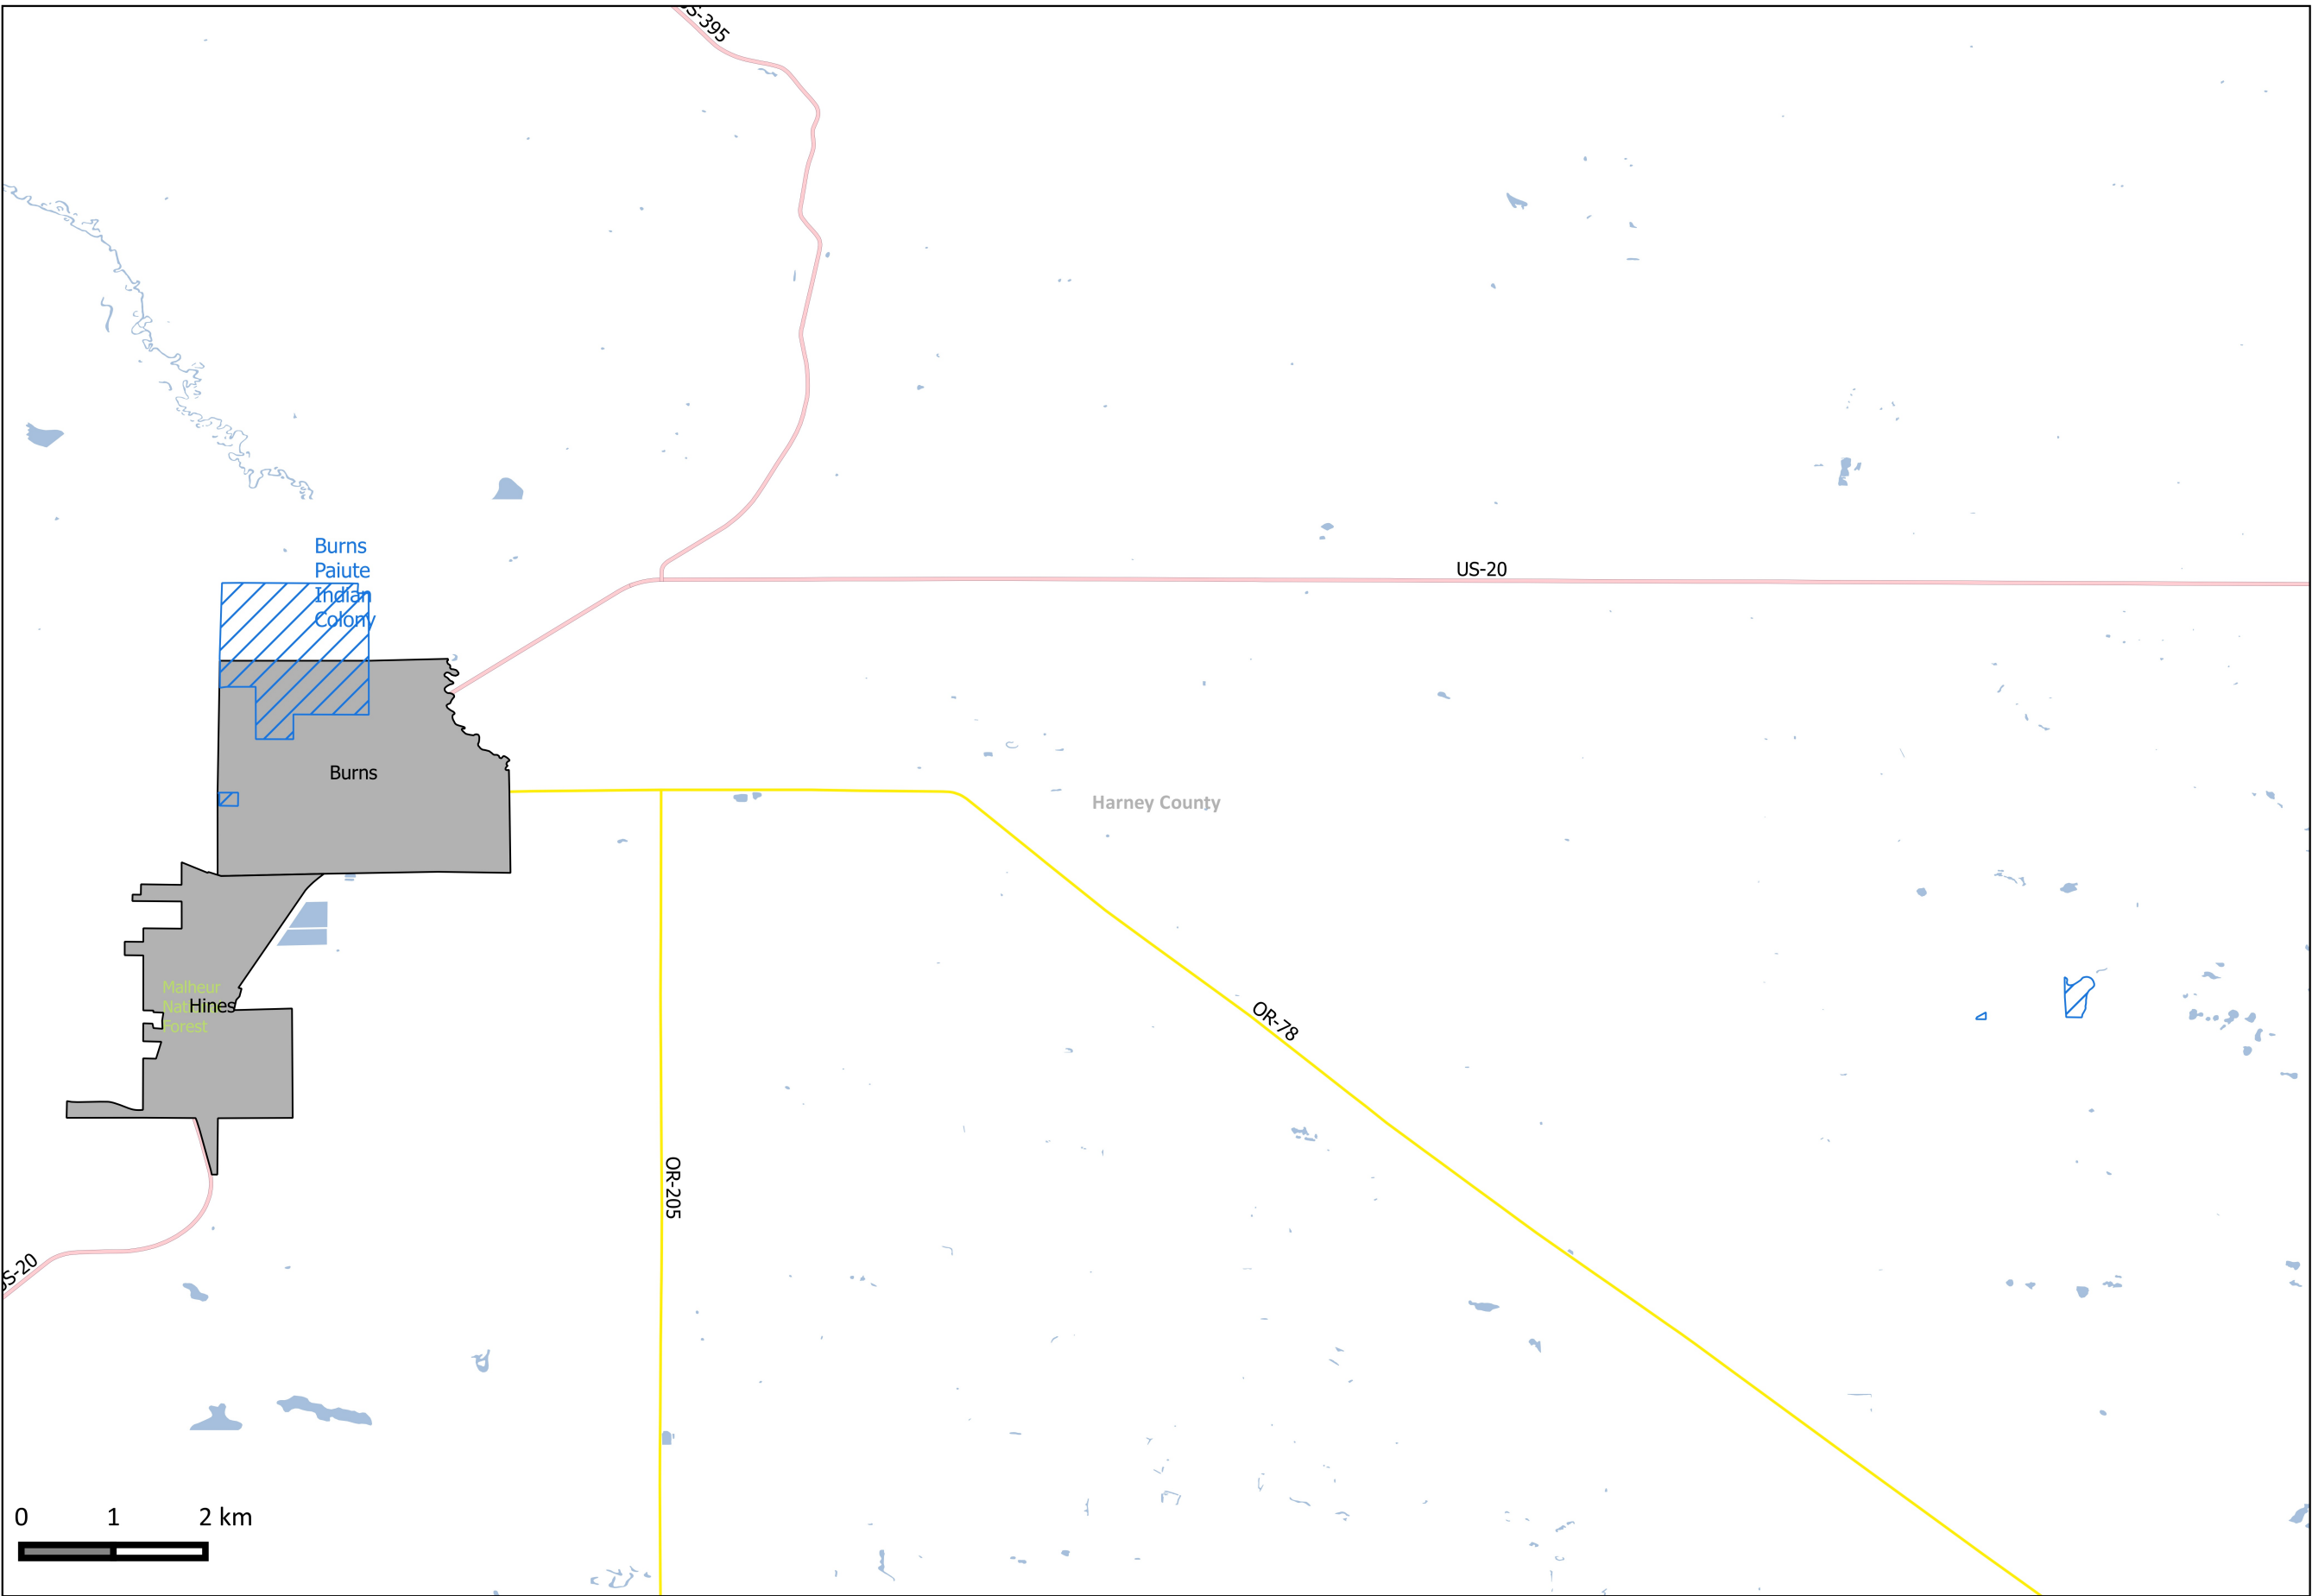 US-395
Burns
Paiute
Indian
Colony
US-20
Burns
Harney County
Malheur
National
Forest
Hines
OR-78
OR-205
US-20
0 1 2 km